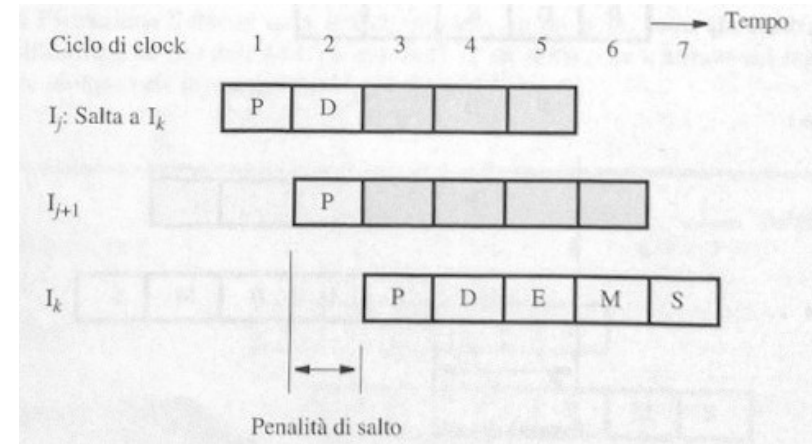 Tempo
Ciclo di clock 1 2 3 4 5 6 7
I_j: Salta a I_k P D
I_{j+1} P
I_k P D E M S
Penalità di salto